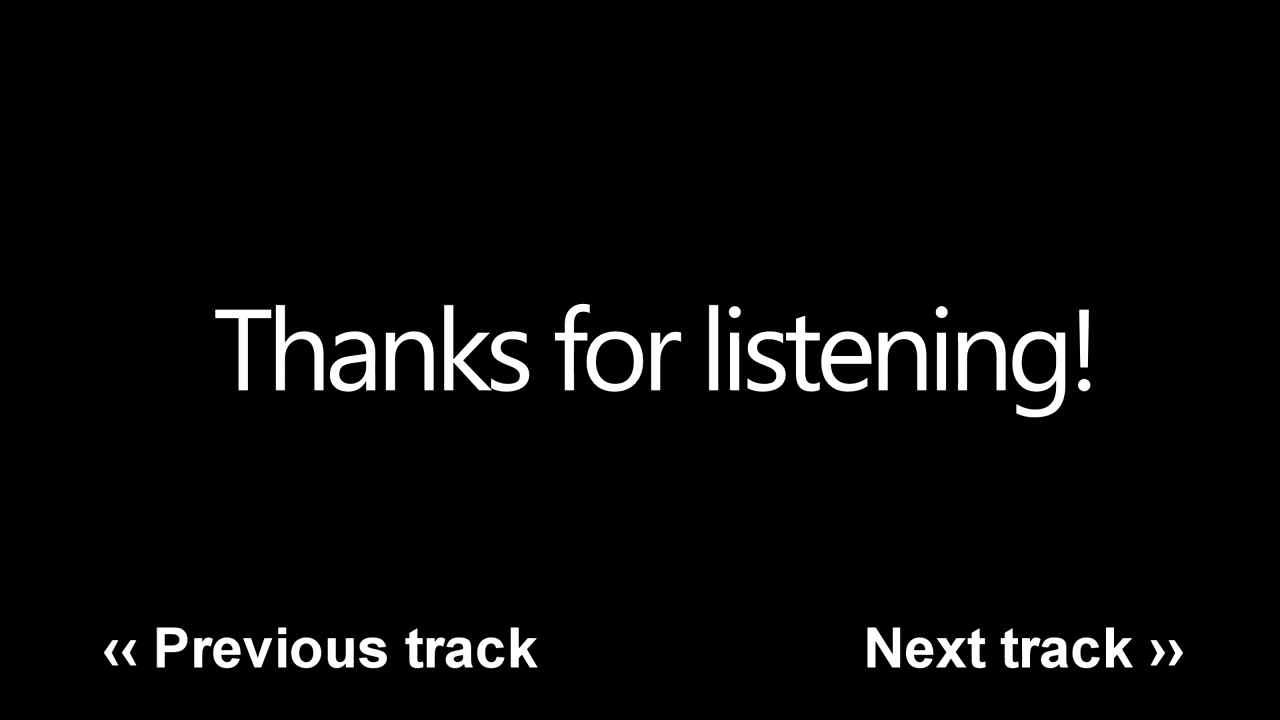 Thanks for listening!
‹‹ Previous track
Next track ››